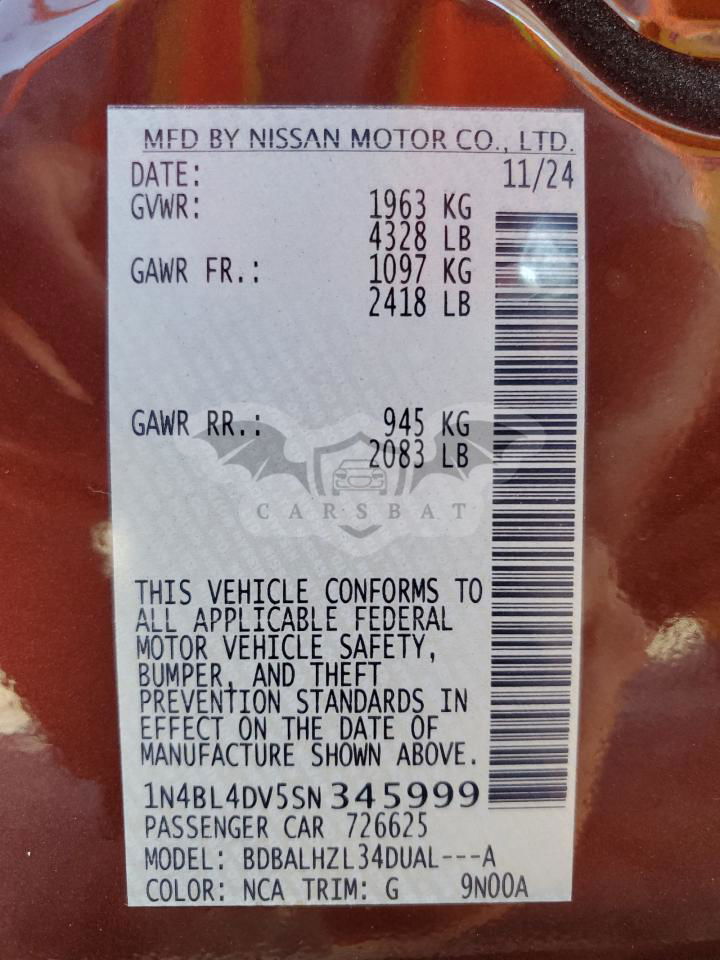 MFD BY NISSAN MOTOR CO., LTD.
DATE: 11/24
GVWR: 1963 KG
4328 LB
GAWR FR.: 1097 KG
2418 LB
GAWR RR.: 945 KG
2083 LB
CARSBAT
THIS VEHICLE CONFORMS TO
ALL APPLICABLE FEDERAL
MOTOR VEHICLE SAFETY,
BUMPER, AND THEFT
PREVENTION STANDARDS IN
EFFECT ON THE DATE OF
MANUFACTURE SHOWN ABOVE.
1N4BL4DV5SN345999
PASSENGER CAR 726625
MODEL: BDBALHZL34DUAL---A
COLOR: NCA TRIM: G 9N00A